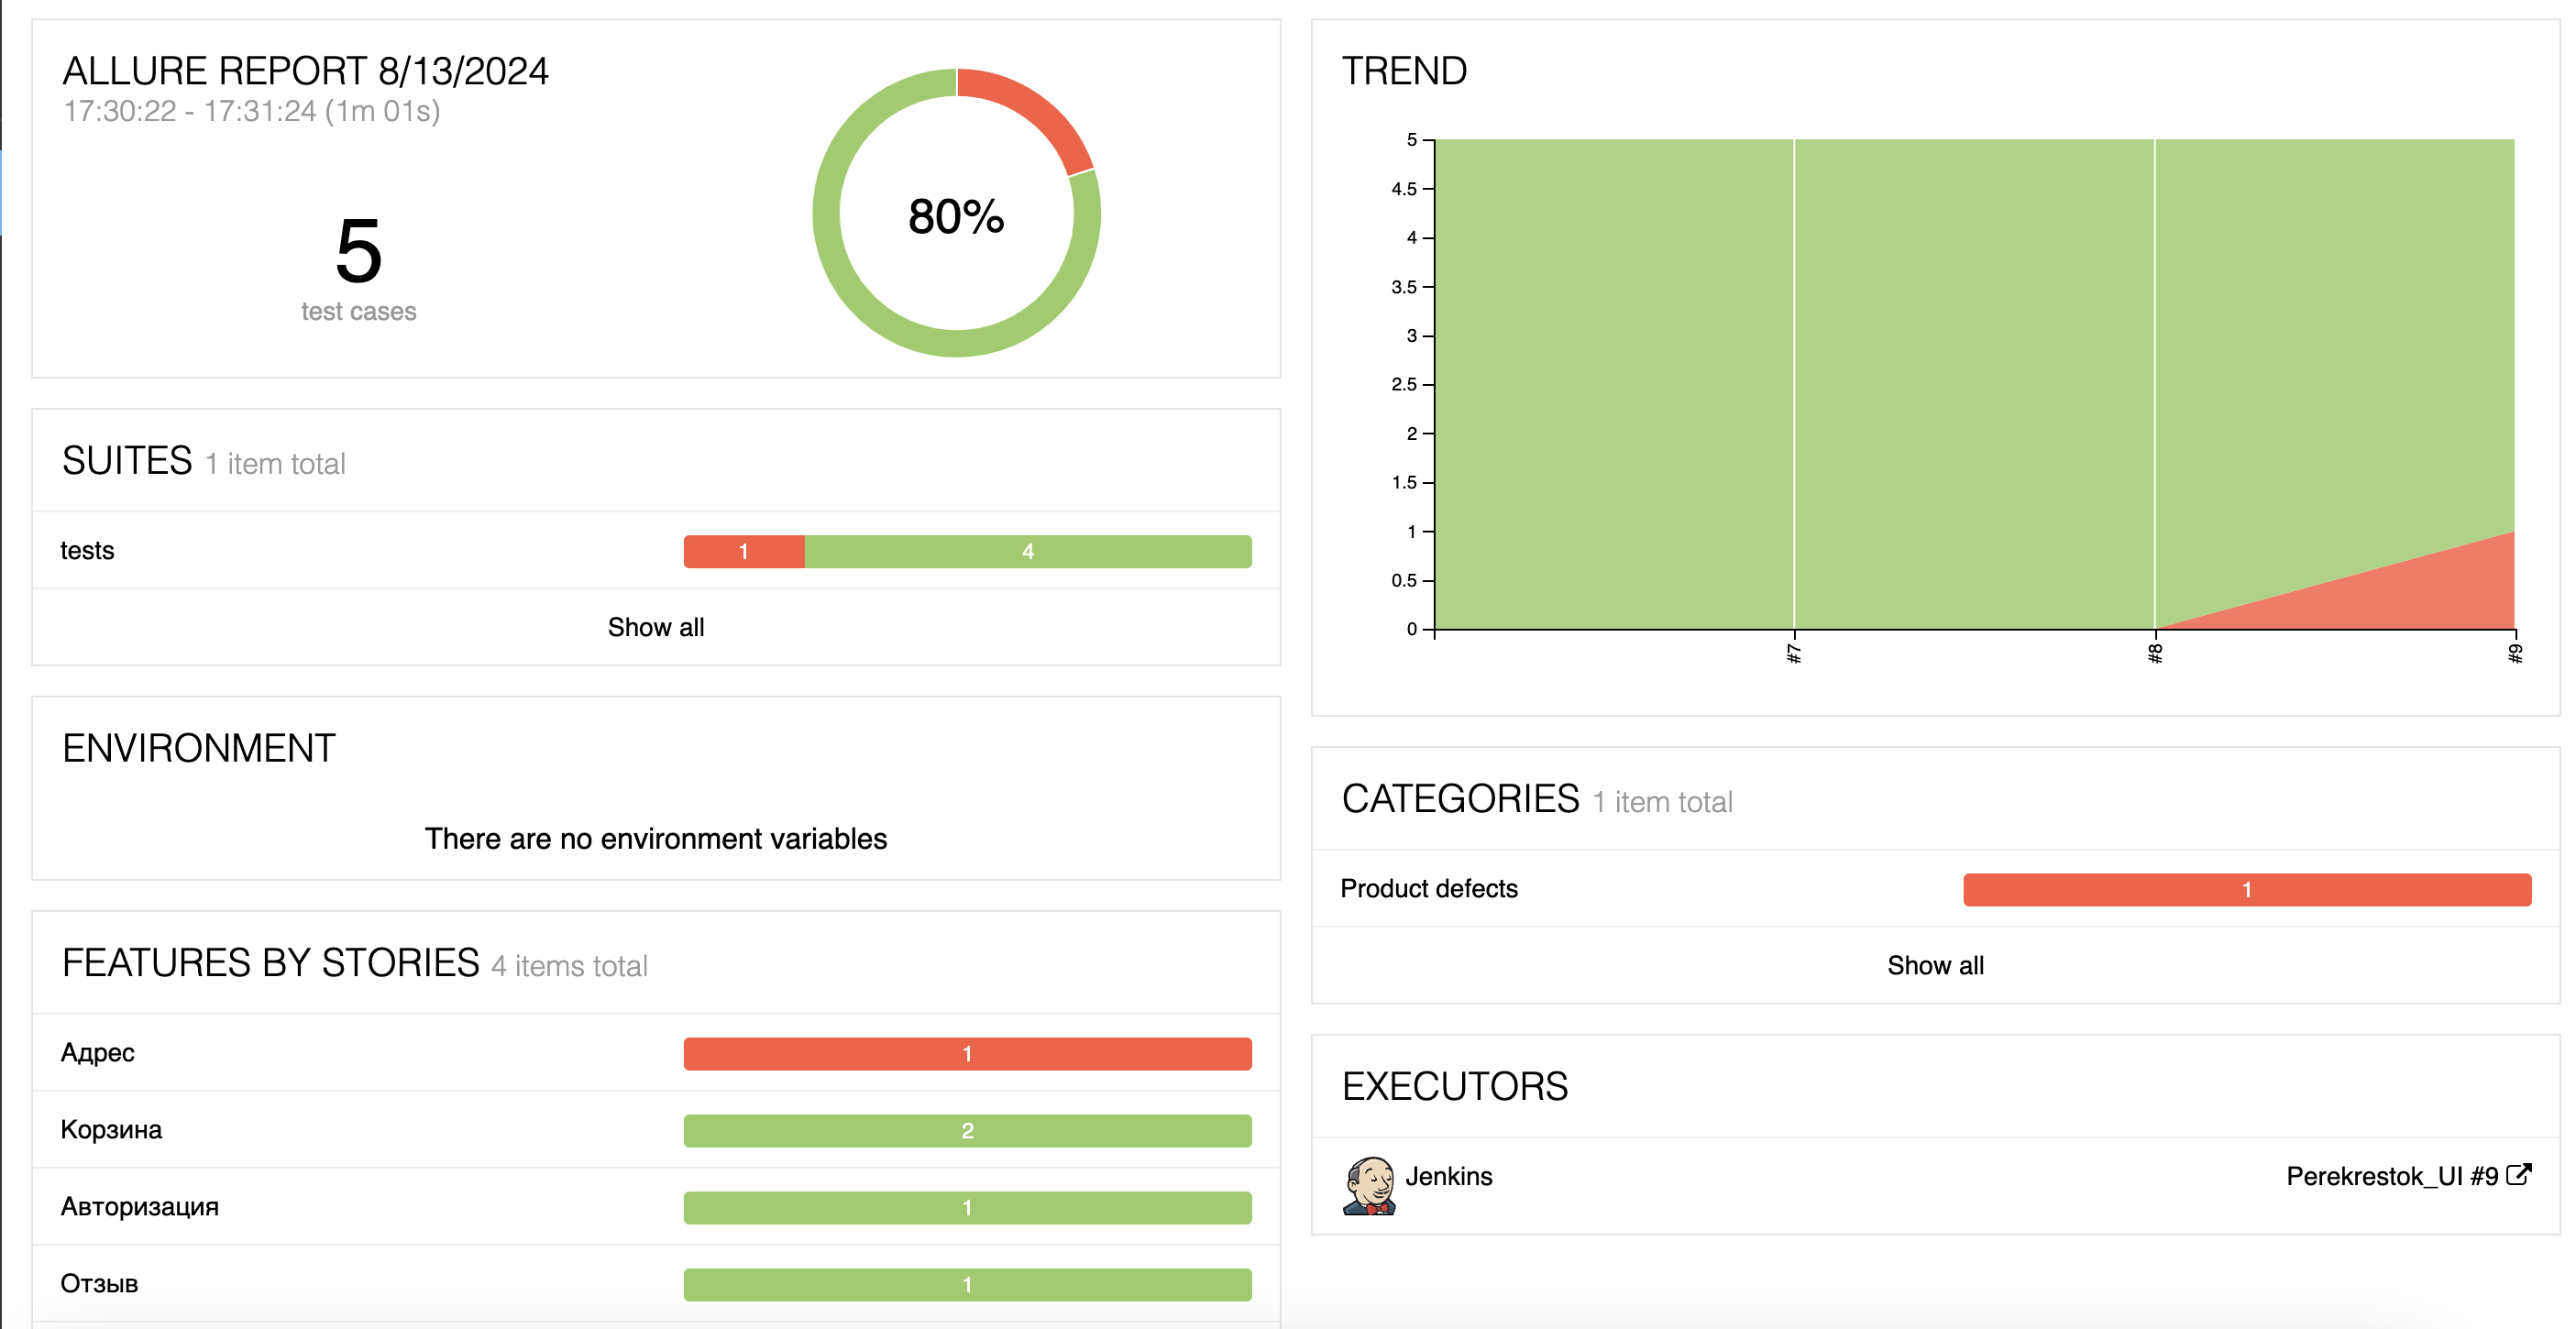 ALLURE REPORT 8/13/2024
17:30:22 - 17:31:24 (1m 01s)
5
test cases
80%
SUITES 1 item total
tests 1 4
Show all
ENVIRONMENT
There are no environment variables
FEATURES BY STORIES 4 items total
Адрес 1
Корзина 2
Авторизация 1
Отзыв 1
TREND
5
4.5
4
3.5
3
2.5
2
1.5
1
0.5
0
#7 #8 #9
CATEGORIES 1 item total
Product defects 1
Show all
EXECUTORS
Jenkins Perekrestok_UI #9